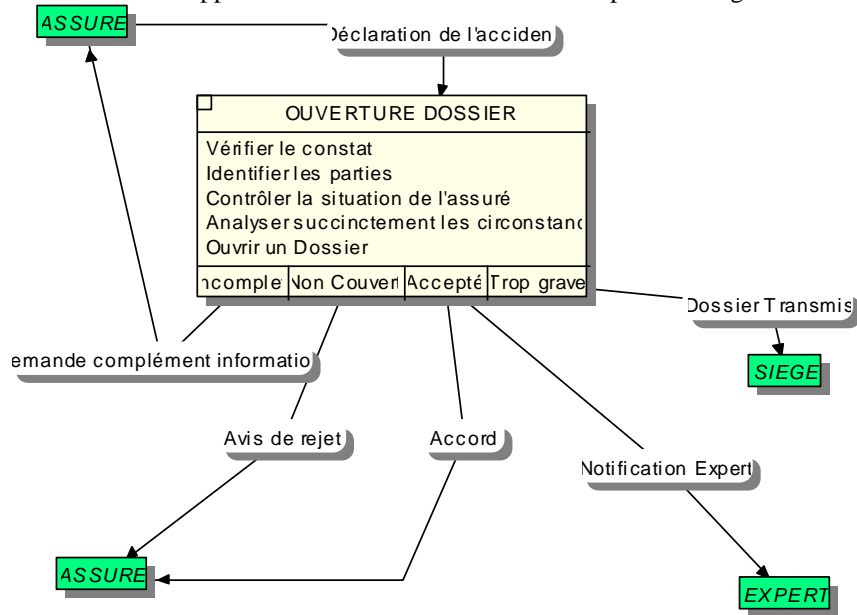 ASSURE
Déclaration de l'acciden
OUVERTURE DOSSIER
Vérifier le constat
Identifier les parties
Contrôler la situation de l'assuré
Analyser succinctement les circonstanc
Ouvrir un Dossier
ncomple
Non Couvert
Accepté
Trop grave
Dossier Transmis
SIEGE
emande complément informatio
Avis de rejet
Accord
Notification Expert
ASSURE
EXPERT